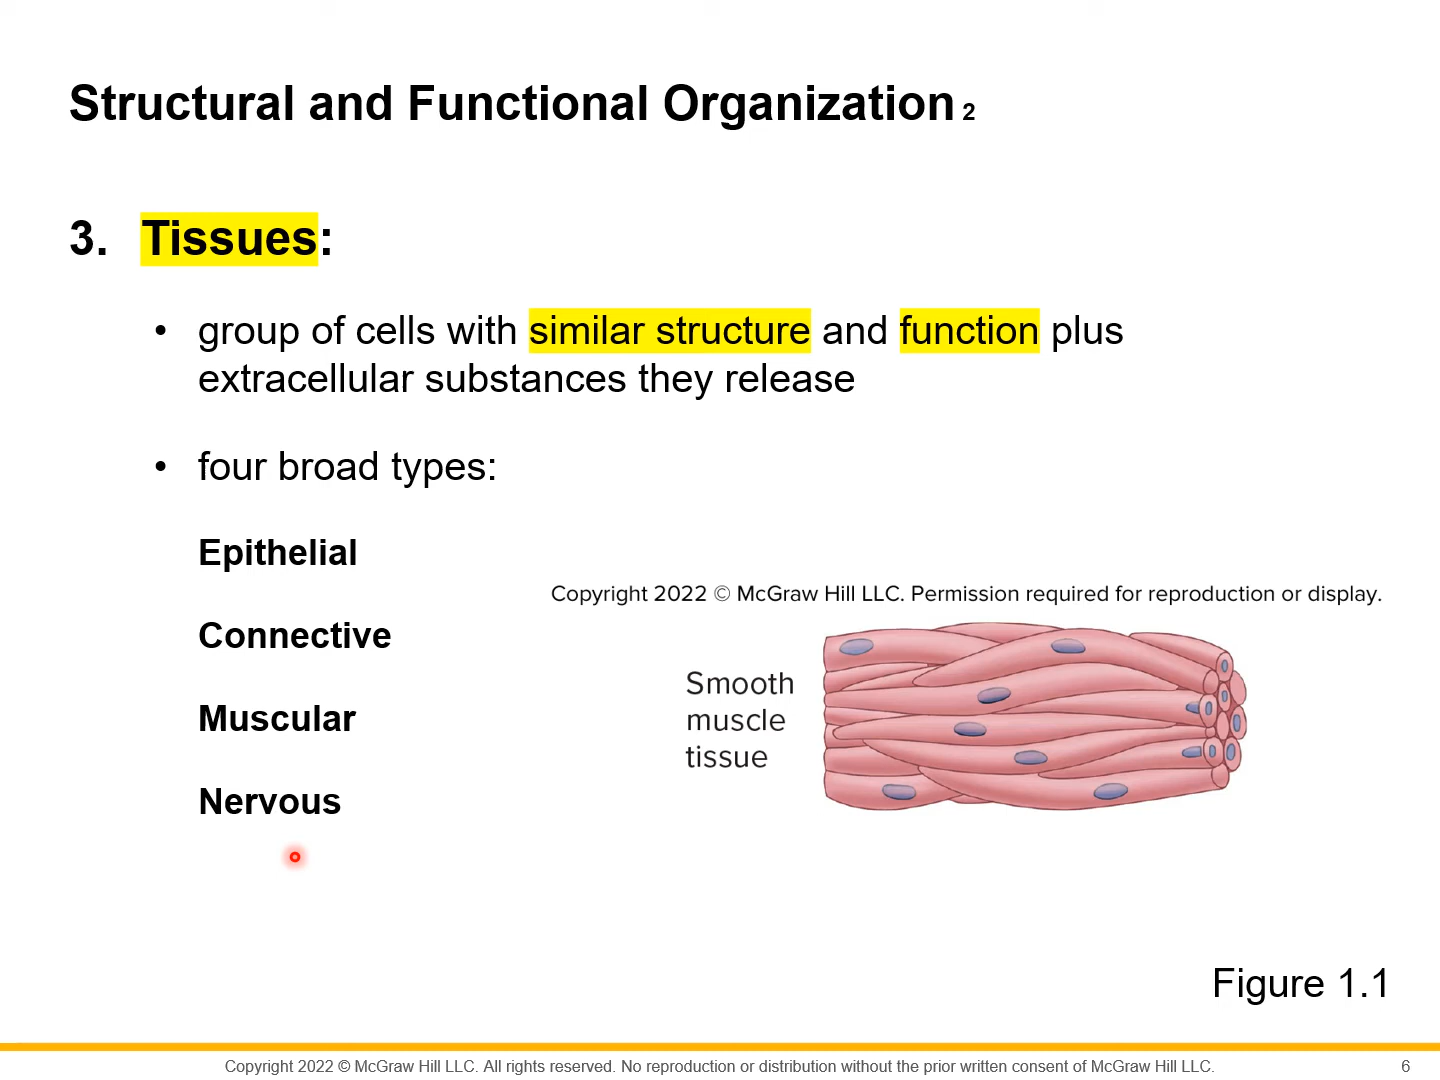 Structural and Functional Organization 2
3. Tissues:
• group of cells with similar structure and function plus
extracellular substances they release
• four broad types:
Epithelial
Connective
Muscular
Nervous
Copyright 2022 © McGraw Hill LLC. Permission required for reproduction or display.
Smooth
muscle
tissue
Figure 1.1
Copyright 2022 © McGraw Hill LLC. All rights reserved. No reproduction or distribution without the prior written consent of McGraw Hill LLC.
6